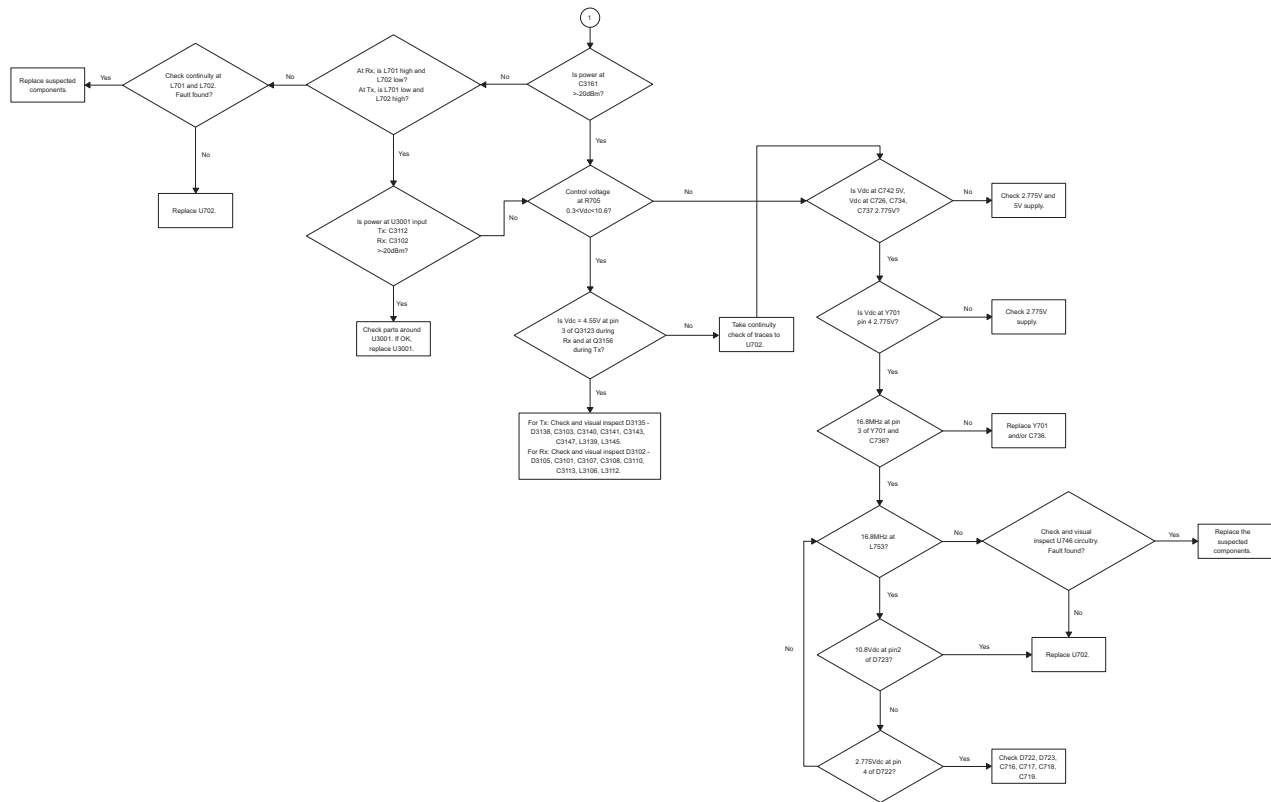 1
Is power at
C3161
>-20dBm?
No
Yes
At Rx, is L701 high and
L702 low?
At Tx, is L701 low and
L702 high?
No
Yes
Check continuity at
L701 and L702.
Fault found?
Yes
No
Replace suspected
components.
Replace U702.
Is power at U3001 input
Tx: C3112
Rx: C3102
>-20dBm?
No
Yes
Check parts around
U3001. If OK,
replace U3001.
Control voltage
at R705
0.3<Vdc<10.6?
No
Yes
Is Vdc = 4.55V at pin
3 of Q3123 during
Rx and at Q3156
during Tx?
No
Yes
Take continuity
check of traces to
U702.
For Tx: Check and visual inspect D3135 -
D3138, C3103, C3140, C3141, C3143,
C3147, L3139, L3145.
For Rx: Check and visual inspect D3102 -
D3105, C3101, C3107, C3108, C3110,
C3113, L3106, L3112.
Is Vdc at C742 5V,
Vdc at C726, C734,
C737 2.775V?
No
Yes
Check 2.775V and
5V supply.
Is Vdc at Y701
pin 4 2.775V?
No
Yes
Check 2.775V
supply.
16.8MHz at pin
3 of Y701 and
C736?
No
Yes
Replace Y701
and/or C736.
16.8MHz at
L753?
No
Yes
Check and visual
inspect U746 circuitry.
Fault found?
Yes
No
Replace the
suspected
components.
10.8Vdc at pin2
of D723?
Yes
No
Replace U702.
2.775Vdc at pin
4 of D722?
Yes
No
Check D722, D723,
C716, C717, C718,
C719.